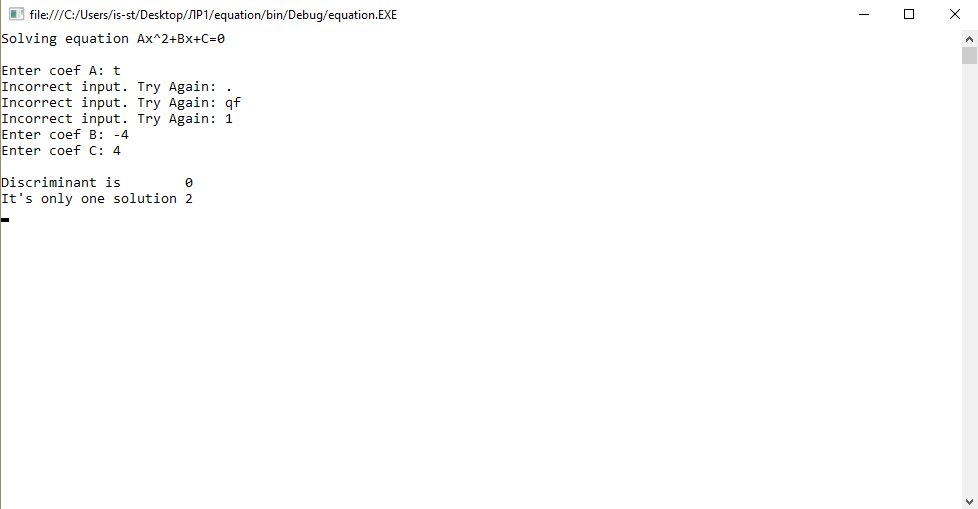 file:///C:/Users/is-st/Desktop/ЛР1/equation/bin/Debug/equation.EXE
Solving equation Ax^2+Bx+C=0
Enter coef A: t
Incorrect input. Try Again: .
Incorrect input. Try Again: qf
Incorrect input. Try Again: 1
Enter coef B: -4
Enter coef C: 4
Discriminant is        0
It's only one solution 2